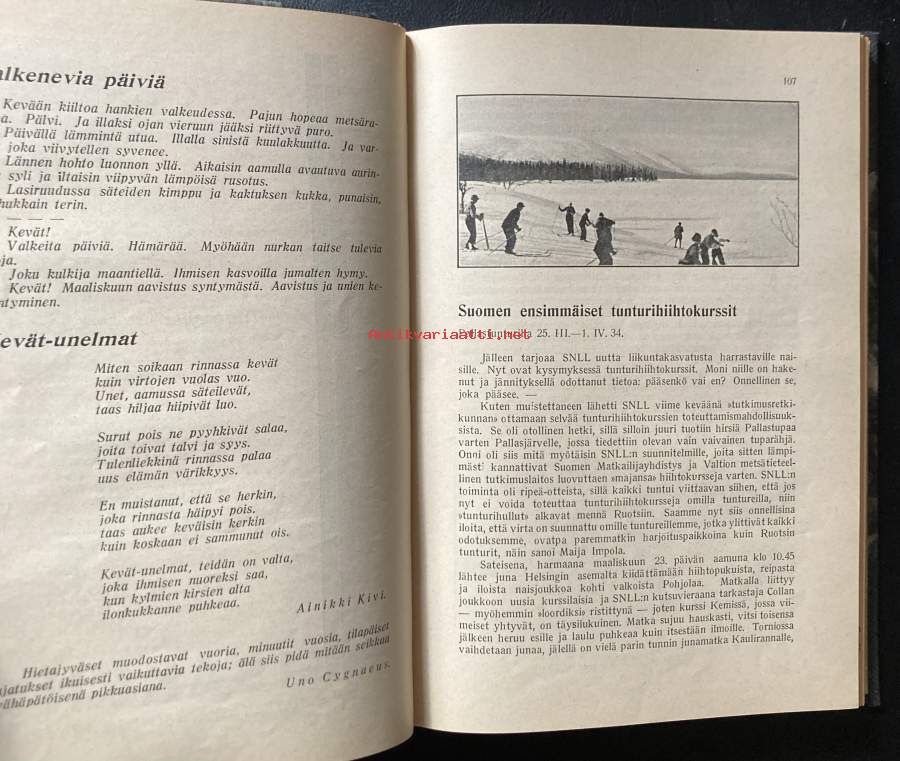 alkenevia päiviä
Kevään kiiltoa hankien valkeudessa. Pajun hopeaa metsära-
a. Pälvi. Ja illaksi ojan vieruun jääksi riittyvä puro.
Päivällä lämmintä utua. Illalla sinistä kuulakkuutta. Ja var-
joka viivytellen syvenee.
Lännen hohto luonnon yllä. Aikaisin aamulla avautuva aurin-
syli ja iltaisin viipyvän lämpöisä rusotus.
Lasiruudussa säteiden kimppu ja kaktuksen kukka, punaisin,
hukkain terin.
— — —
Kevät!
Valkeita päiviä. Hämärää. Myöhään nurkan taitse tulevia
ja.
Joku kulkija maantiellä. Ihmisen kasvoilla jumalten hymy.
Kevät! Maaliskuun aavistus syntymästä. Aavistus ja unien ke-
ntyminen.
evät-unelmat
Miten soikaan rinnassa kevät
kuin virtojen vuolas vuo.
Unet, aamussa säteilevät,
taas hiljaa hiipivät luo.
Surut pois ne pyyhkivät salaa,
joita toivat talvi ja syys.
Tulenliekkinä rinnassa palaa
uus elämän värikkyys.
En muistanut, että se herkin,
joka rinnasta häipyi pois.
taas aukee keväisin kerkin
kuin koskaan ei sammunut ois.
Kevät-unelmat, teidän on valta,
joka ihmisen nuoreksi saa,
kun kylmien kirsien alta
ilonkukkanne puhkeaa.
Ainikki Kivi.
Hietajyväset muodostavat vuoria, minuutit vuosia, tilapäiset
ajatukset ikuisesti vaikuttavia tekoja; älä siis pidä mitään seikkaa
vähäpätöisenä pikkuasiana.
Uno Cygnaeus.
107
Suomen ensimmäiset tunturihiihtokurssit
Pallastunturilla 25. III.—1. IV. 34.
Antikvariaatti.net
Jälleen tarjoaa SNLL uutta liikuntakasvatusta harrastaville nai-
sille. Nyt ovat kysymyksessä tunturihiihtokurssit. Moni niille on hake-
nut ja jännityksellä odottanut tietoa: pääsenkö vai en? Onnellinen se,
joka pääsee. —
Kuten muistettaneen lähetti SNLL viime keväänä »tutkimusretki-
kunnan» ottamaan selvää tunturihiihtokurssien toteuttamismahdollisuuk-
sista. Se oli otollinen hetki, sillä silloin juuri tuotiin hirsiä Pallastupaa
varten Pallasjärvelle, jossa tiedettiin olevan vain vaivainen tuparähjä.
Onni oli siis mitä myötäisin SNLL:n suunnitelmille, joita sitten lämpi-
mästi kannattivat Suomen Matkailijayhdistys ja Valtion metsätieteel-
linen tutkimuslaitos luovuttaen »majansa» hiihtokursseja varten. SNLL:n
toiminta oli ripeä-otteista, sillä kaikki tuntui viittaavan siihen, että jos
nyt ei voida toteuttaa tunturihiihtokursseja omilla tuntureilla, niin
»tunturihullut» alkavat mennä Ruotsiin. Saamme nyt siis onnellisina
iloita, että virta on suunnattu omille tuntureillemme, jotka ylittivät kaikki
odotuksemme, ovatpa paremmatkin harjoituspaikkoina kuin Ruotsin
tunturit, näin sanoi Maija Impola.
Sateisena, harmaana maaliskuun 23. päivän aamuna klo 10.45
lähtee juna Helsingin asemalta kiidättämään hiihtopukuista, reipasta
ja iloista naisjoukkoa kohti valkoista Pohjolaa. Matkalla liittyy
joukkoon uusia kurssilaisia ja SNLL:n kutsuvieraana tarkastaja Collan
— myöhemmin »loordiksi» ristittynä — joten kurssi Kemissä, jossa vii-
meiset yhtyvät, on täysilukuinen. Matka sujuu hauskasti, vitsi toisensa
jälkeen heruu esille ja laulu puhkeaa kuin itsestään ilmoille. Torniossa
vaihdetaan junaa, jälellä on vielä parin tunnin junamatka Kaulirannalle,